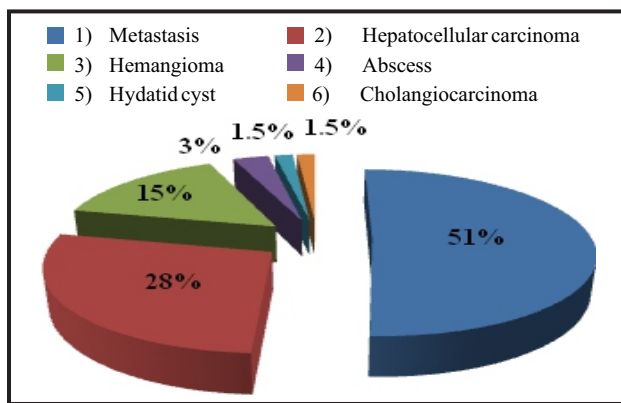 1) Metastasis 2) Hepatocellular carcinoma
3) Hemangioma 4) Abscess
5) Hydatid cyst 6) Cholangiocarcinoma
3% 1.5% 1.5%
15%
51%
28%